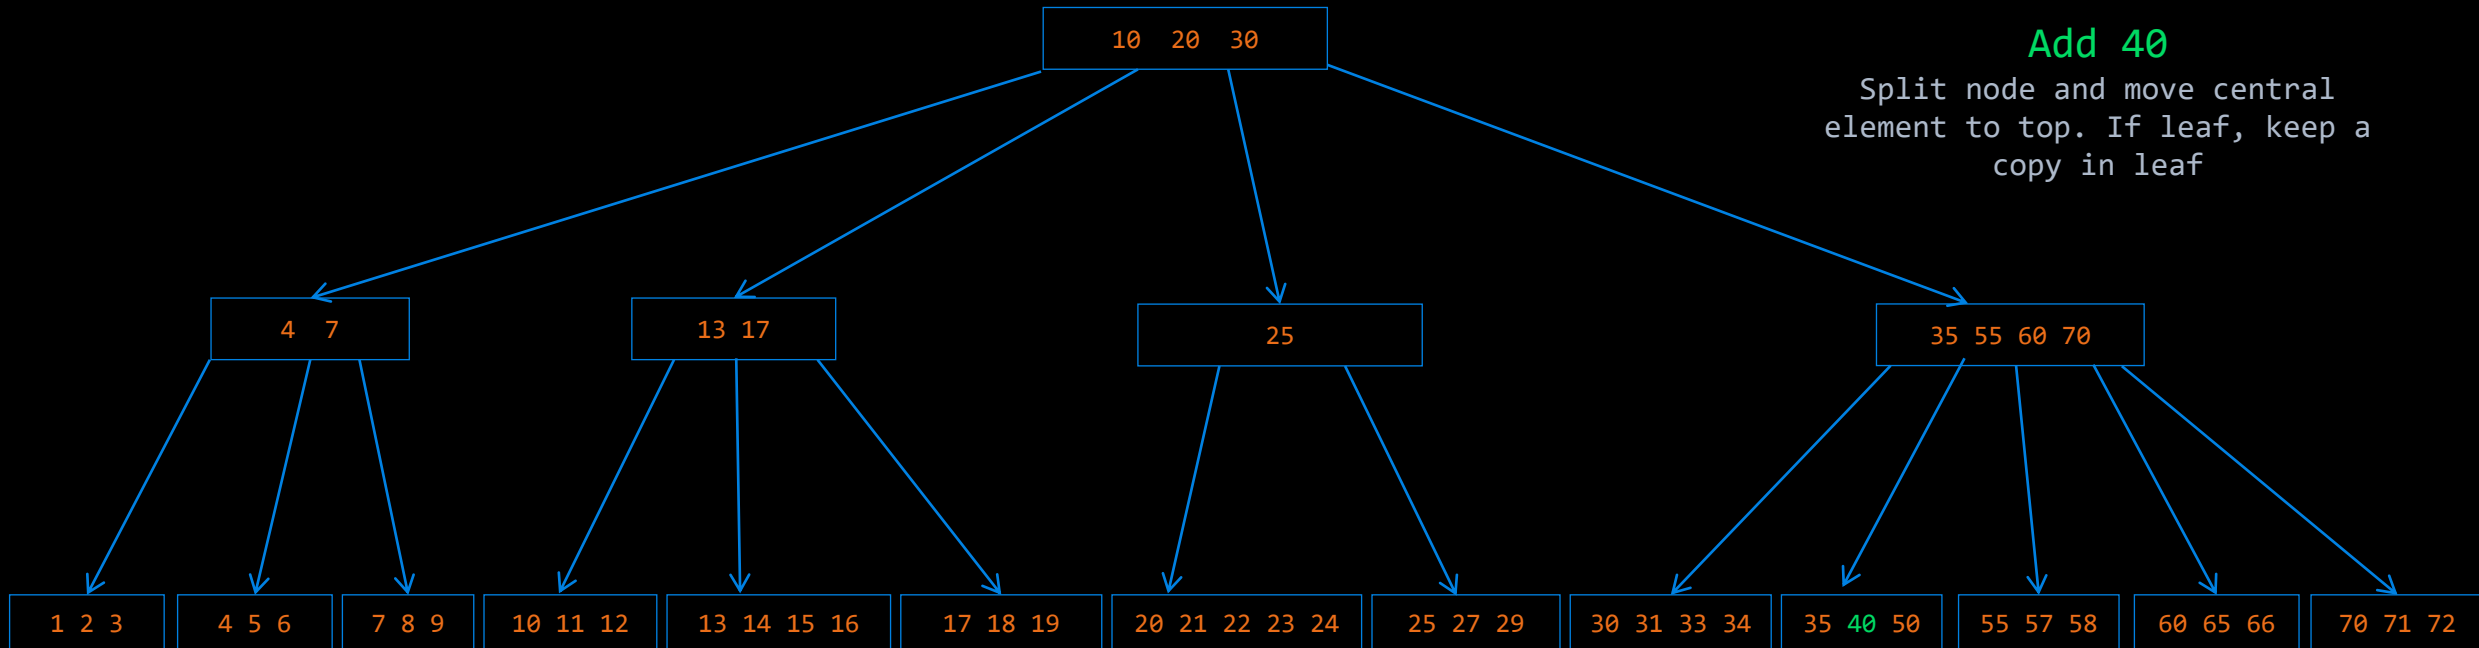 10 20 30
Add 40
Split node and move central
element to top. If leaf, keep a
copy in leaf
4 7
13 17
25
35 55 60 70
1 2 3
4 5 6
7 8 9
10 11 12
13 14 15 16
17 18 19
20 21 22 23 24
25 27 29
30 31 33 34
35 40 50
55 57 58
60 65 66
70 71 72